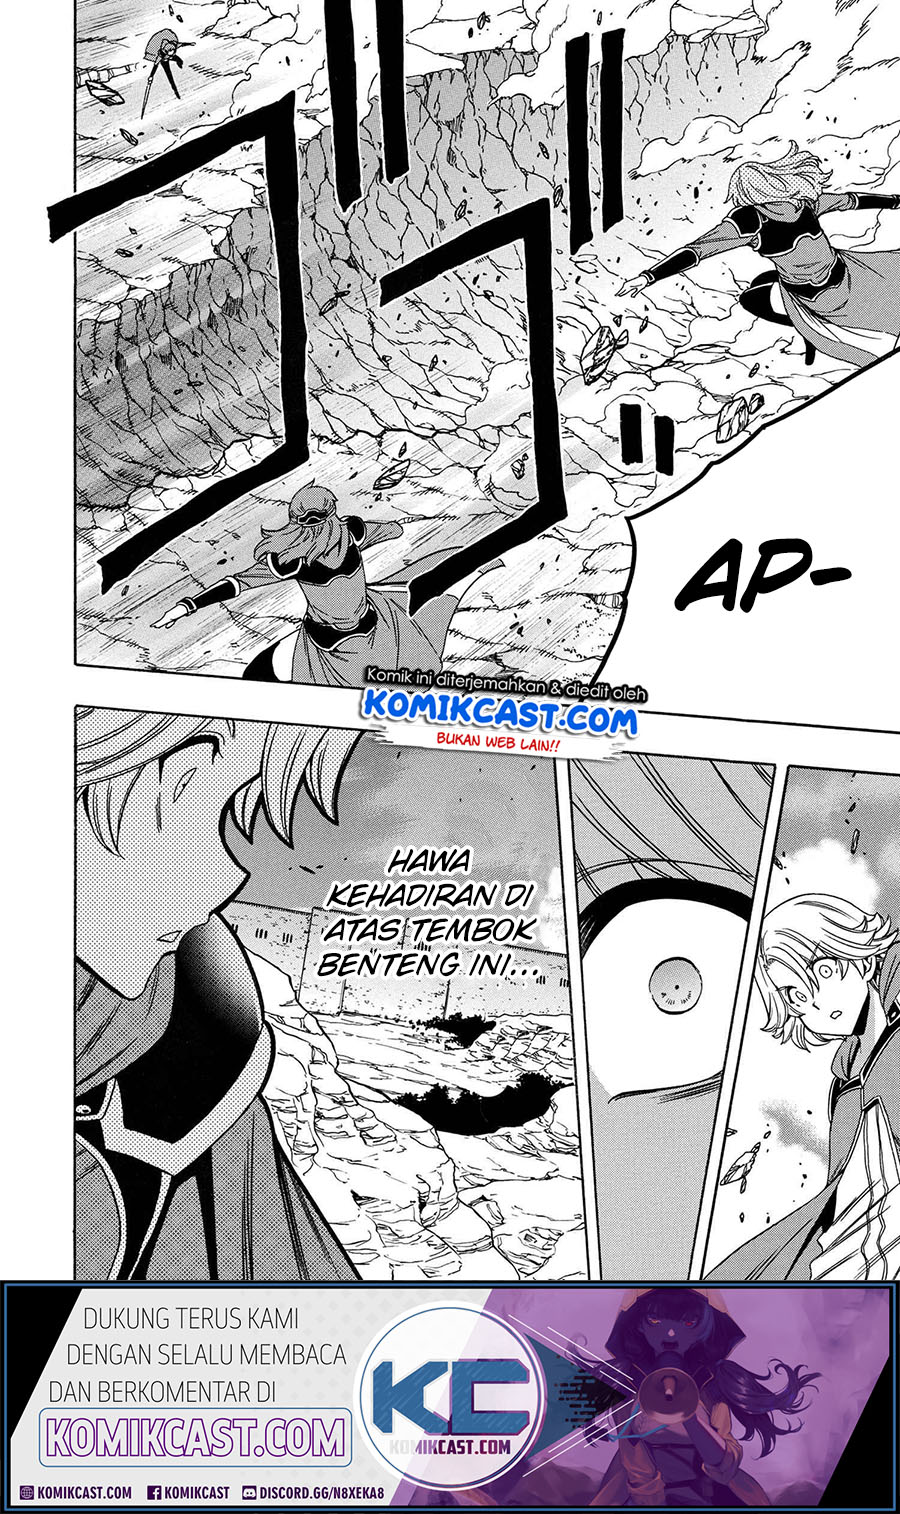 ゴゴ
AP-
Komik ini diterjemahkan & diedit oleh
KOMIKCAST.COM
BUKAN WEB LAIN!!
HAWA
KEHADIRAN DI
ATAS TEMBOK
BENTENG INI...
DUKUNG TERUS KAMI
DENGAN SELALU MEMBACA
DAN BERKOMENTAR DI
KOMIKCAST.COM
KC
KOMIKCAST.COM
KOMIKCAST.COM
KOMIKCAST
DISCORD.GG/N8XEKA8